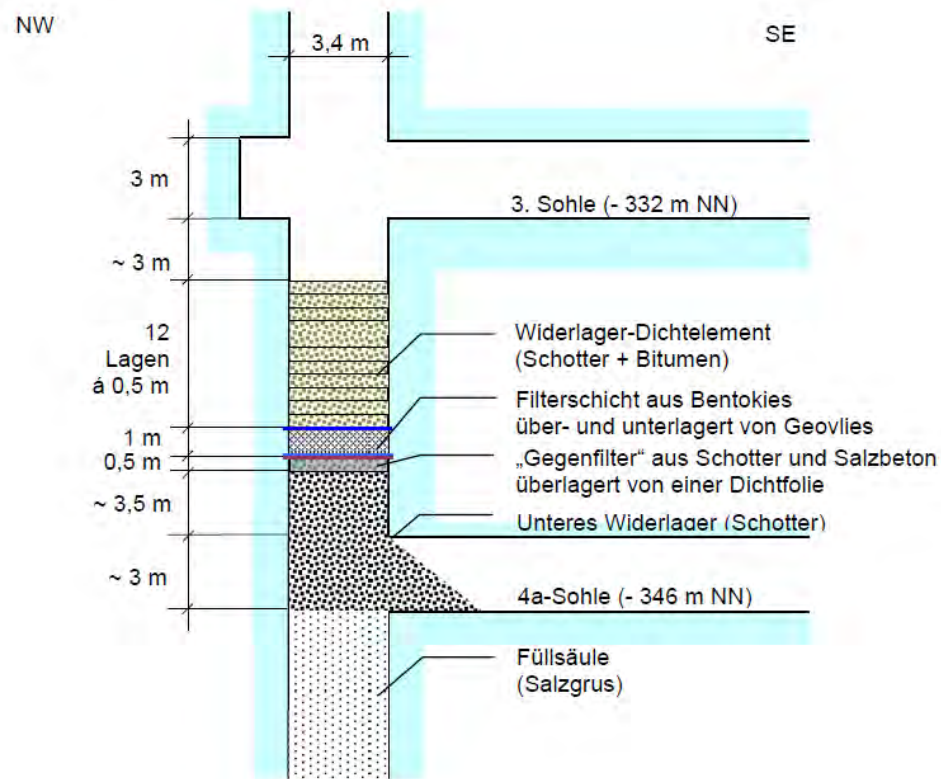 NW
3,4 m
SE
3 m
3. Sohle (- 332 m NN)
~ 3 m
12
Lagen
á 0,5 m
Widerlager-Dichtelement
(Schotter + Bitumen)
Filterschicht aus Bentokies
über- und unterlagert von Geovlies
1 m
0,5 m
„Gegenfilter“ aus Schotter und Salzbeton
überlagert von einer Dichtfolie
~ 3,5 m
Unteres Widerlager (Schotter)
~ 3 m
4a-Sohle (- 346 m NN)
Füllsäule
(Salzgrus)